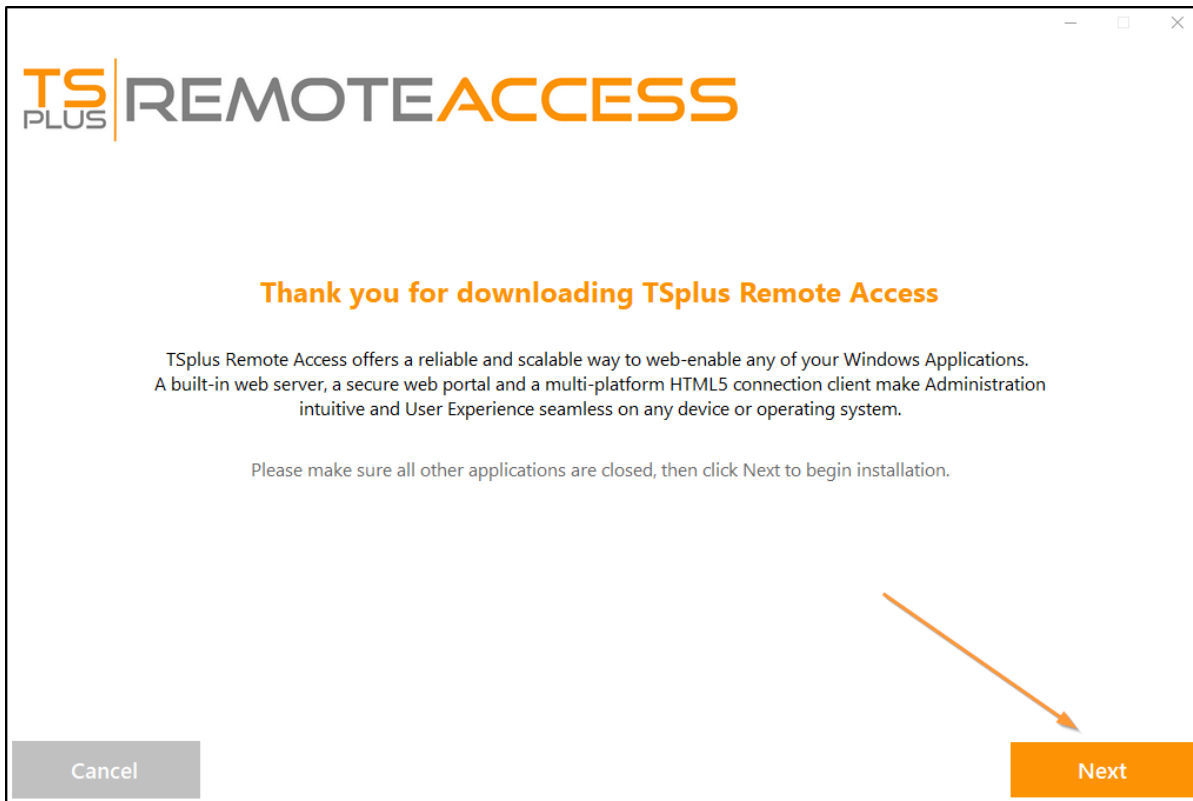 TS PLUS REMOTEACCESS
Thank you for downloading TSplus Remote Access
TSplus Remote Access offers a reliable and scalable way to web-enable any of your Windows Applications.
A built-in web server, a secure web portal and a multi-platform HTML5 connection client make Administration
intuitive and User Experience seamless on any device or operating system.
Please make sure all other applications are closed, then click Next to begin installation.
Cancel
Next